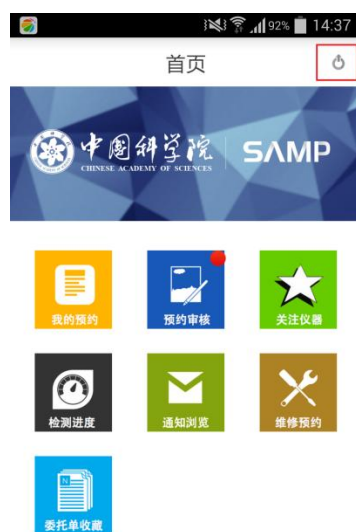 92% 14:37
首页
中国科学院 SAMP
CHINESE ACADEMY OF SCIENCES
我的预约 预约审核 关注仪器
检测进度 通知浏览 维修预约
N
委托单收藏